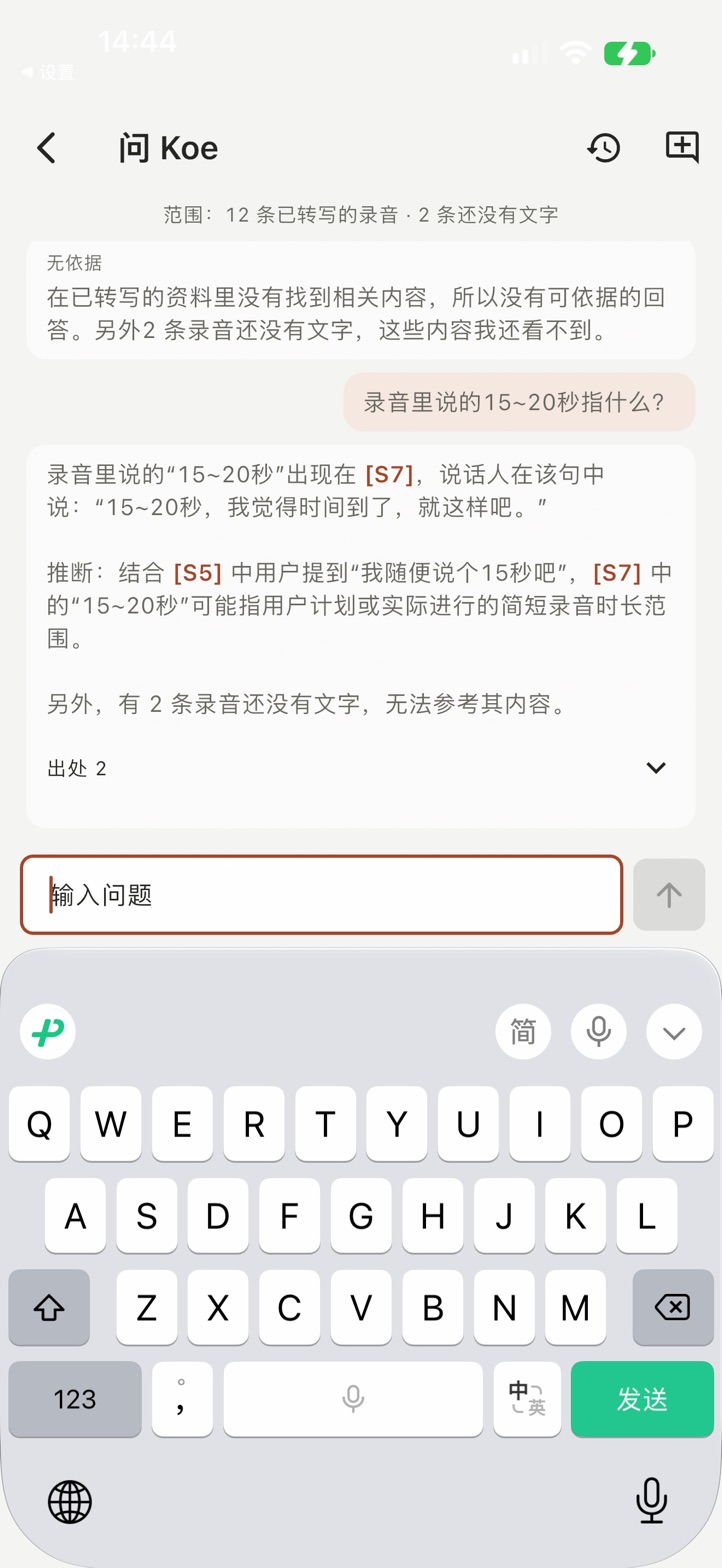 14:44
◀ 设置
问 Koe
范围：12 条已转写的录音 · 2 条还没有文字
无依据
在已转写的资料里没有找到相关内容，所以没有可依据的回
答。另外2 条录音还没有文字，这些内容我还看不到。
录音里说的15~20秒指什么？
录音里说的“15~20秒”出现在 [S7]，说话人在该句中
说：“15~20秒，我觉得时间到了，就这样吧。”
推断：结合 [S5] 中用户提到“我随便说个15秒吧”，[S7] 中
的“15~20秒”可能指用户计划或实际进行的简短录音时长范
围。
另外，有 2 条录音还没有文字，无法参考其内容。
出处 2
输入问题
简
Q W E R T Y U I O P
A S D F G H J K L
Z X C V B N M
123 ， 。 中 英 发送